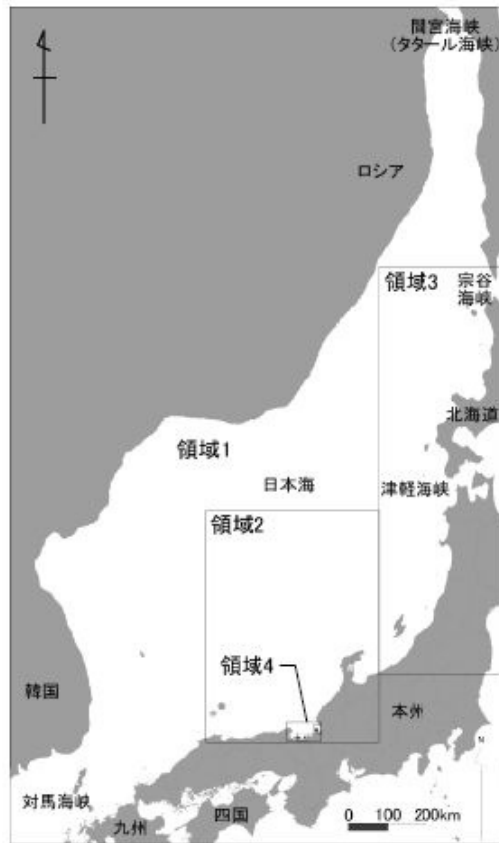 間宮海峡
(タタール海峡)
ロシア
領域3
宗谷
海峡
北海道
領域1
日本海
津軽海峡
領域2
領域4
韓国
本州
N
対馬海峡
四国
九州
0 100 200km